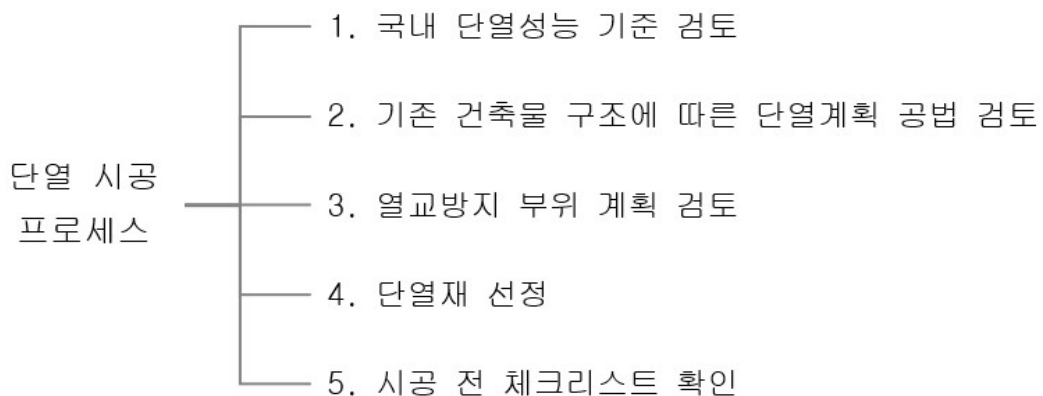 단열 시공
프로세스
1. 국내 단열성능 기준 검토
2. 기존 건축물 구조에 따른 단열계획 공법 검토
3. 열교방지 부위 계획 검토
4. 단열재 선정
5. 시공 전 체크리스트 확인